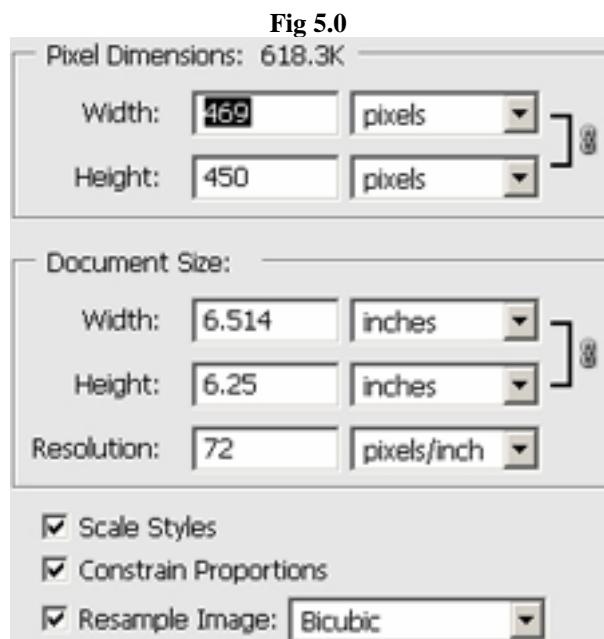 Fig 5.0
Pixel Dimensions: 618.3K
Width: 469 pixels
Height: 450 pixels
Document Size:
Width: 6.514 inches
Height: 6.25 inches
Resolution: 72 pixels/inch
Scale Styles
Constrain Proportions
Resample Image: Bicubic